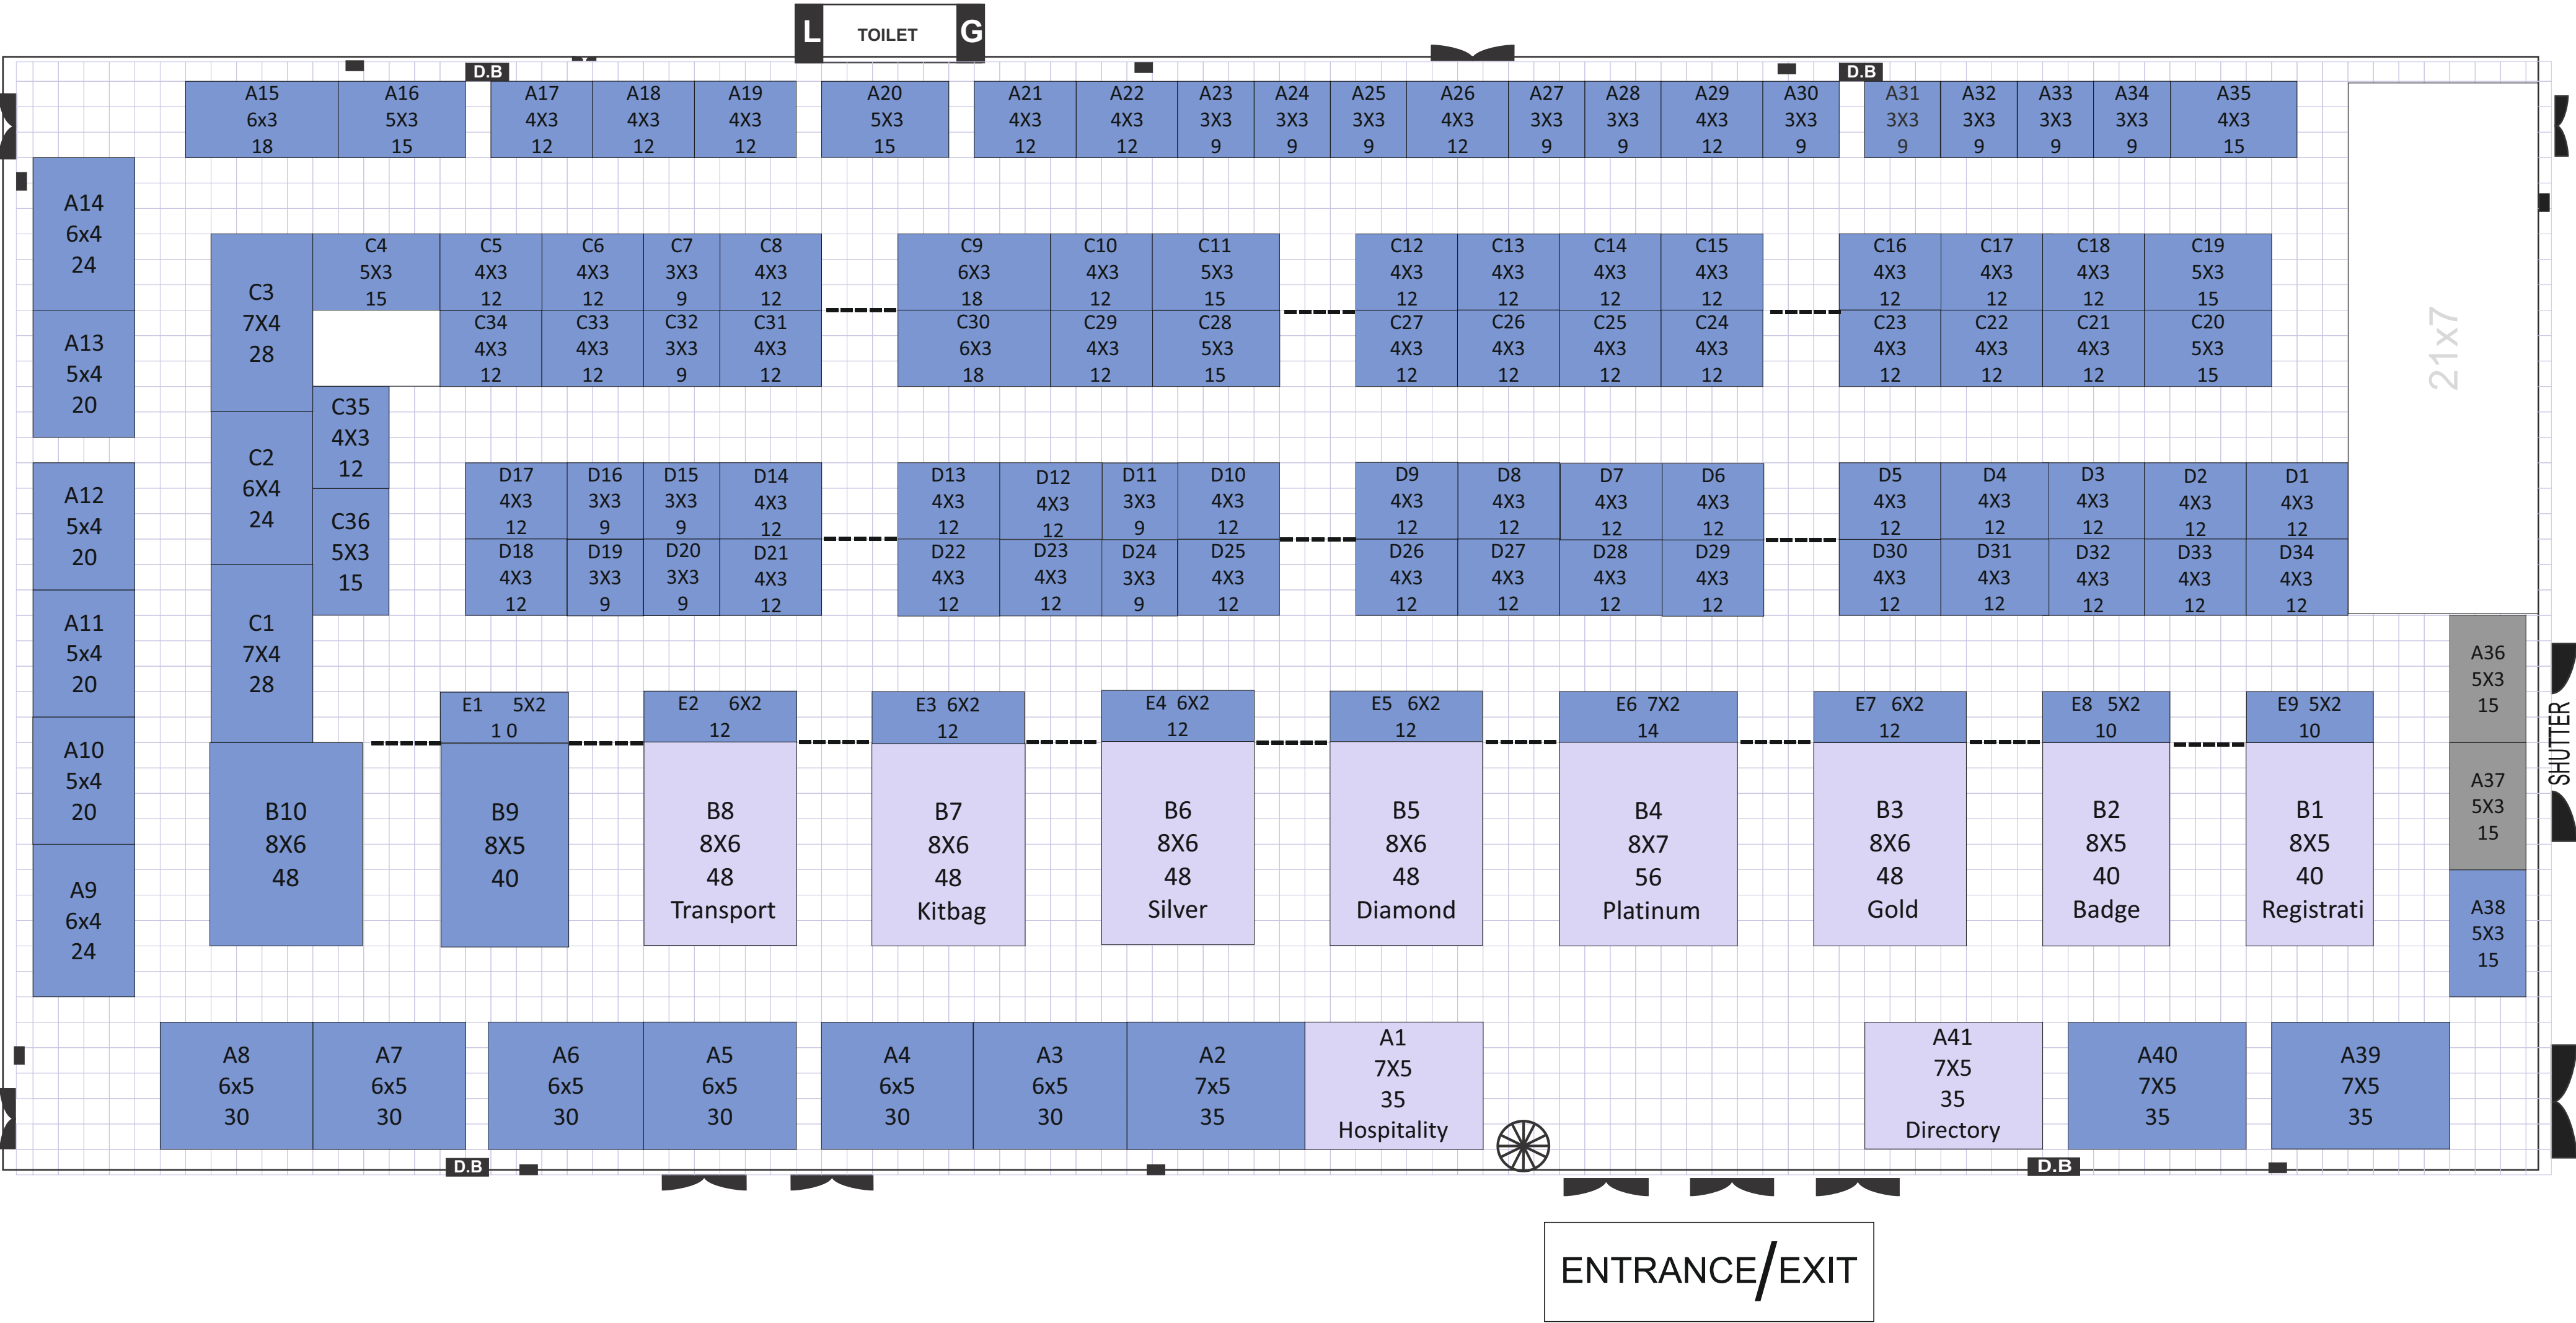 L TOILET G
D.B
D.B
A15
6x3
18
A16
5X3
15
A17
4X3
12
A18
4X3
12
A19
4X3
12
A20
5X3
15
A21
4X3
12
A22
4X3
12
A23
3X3
9
A24
3X3
9
A25
3X3
9
A26
4X3
12
A27
3X3
9
A28
3X3
9
A29
4X3
12
A30
3X3
9
A31
3X3
9
A32
3X3
9
A33
3X3
9
A34
3X3
9
A35
4X3
15
A14
6x4
24
A13
5x4
20
A12
5x4
20
A11
5x4
20
A10
5x4
20
A9
6x4
24
C3
7X4
28
C2
6X4
24
C1
7X4
28
C4
5X3
15
C5
4X3
12
C6
4X3
12
C7
3X3
9
C8
4X3
12
C9
6X3
18
C10
4X3
12
C11
5X3
15
C12
4X3
12
C13
4X3
12
C14
4X3
12
C15
4X3
12
C16
4X3
12
C17
4X3
12
C18
4X3
12
C19
5X3
15
C34
4X3
12
C33
4X3
12
C32
3X3
9
C31
4X3
12
C30
6X3
18
C29
4X3
12
C28
5X3
15
C27
4X3
12
C26
4X3
12
C25
4X3
12
C24
4X3
12
C23
4X3
12
C22
4X3
12
C21
4X3
12
C20
5X3
15
21x7
C35
4X3
12
C36
5X3
15
D17
4X3
12
D16
3X3
9
D15
3X3
9
D14
4X3
12
D13
4X3
12
D12
4X3
12
D11
3X3
9
D10
4X3
12
D9
4X3
12
D8
4X3
12
D7
4X3
12
D6
4X3
12
D5
4X3
12
D4
4X3
12
D3
4X3
12
D2
4X3
12
D1
4X3
12
D18
4X3
12
D19
3X3
9
D20
3X3
9
D21
4X3
12
D22
4X3
12
D23
4X3
12
D24
3X3
9
D25
4X3
12
D26
4X3
12
D27
4X3
12
D28
4X3
12
D29
4X3
12
D30
4X3
12
D31
4X3
12
D32
4X3
12
D33
4X3
12
D34
4X3
12
E1 5X2
1 0
E2 6X2
12
E3 6X2
12
E4 6X2
12
E5 6X2
12
E6 7X2
14
E7 6X2
12
E8 5X2
10
E9 5X2
10
A36
5X3
15
A37
5X3
15
A38
5X3
15
SHUTTER
B10
8X6
48
B9
8X5
40
B8
8X6
48
Transport
B7
8X6
48
Kitbag
B6
8X6
48
Silver
B5
8X6
48
Diamond
B4
8X7
56
Platinum
B3
8X6
48
Gold
B2
8X5
40
Badge
B1
8X5
40
Registrati
A8
6x5
30
A7
6x5
30
A6
6x5
30
A5
6x5
30
A4
6x5
30
A3
6x5
30
A2
7x5
35
A1
7X5
35
Hospitality
A41
7X5
35
Directory
A40
7X5
35
A39
7X5
35
D.B
D.B
ENTRANCE/EXIT